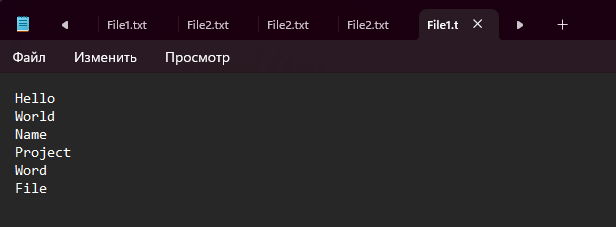 File1.txt File2.txt File2.txt File2.txt File1.t
Файл Изменить Просмотр
Hello
World
Name
Project
Word
File